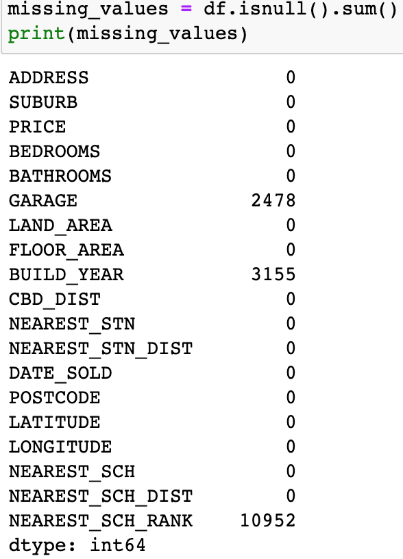 missing_values = df.isnull().sum()
print(missing_values)
ADDRESS 0
SUBURB 0
PRICE 0
BEDROOMS 0
BATHROOMS 0
GARAGE 2478
LAND_AREA 0
FLOOR_AREA 0
BUILD_YEAR 3155
CBD_DIST 0
NEAREST_STN 0
NEAREST_STN_DIST 0
DATE_SOLD 0
POSTCODE 0
LATITUDE 0
LONGITUDE 0
NEAREST_SCH 0
NEAREST_SCH_DIST 0
NEAREST_SCH_RANK 10952
dtype: int64